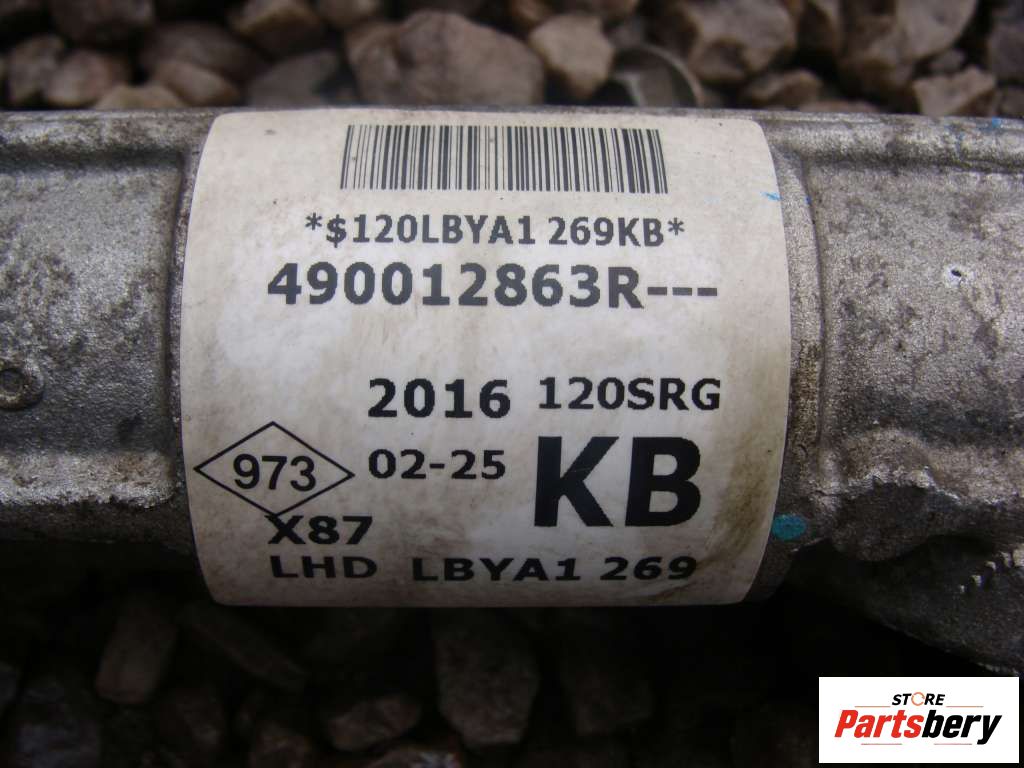 *$120LBYA1 269KB*
490012863R---
2016 120SRG
973 02-25 KB
X87
LHD LBYA1 269
STORE
Partsbery